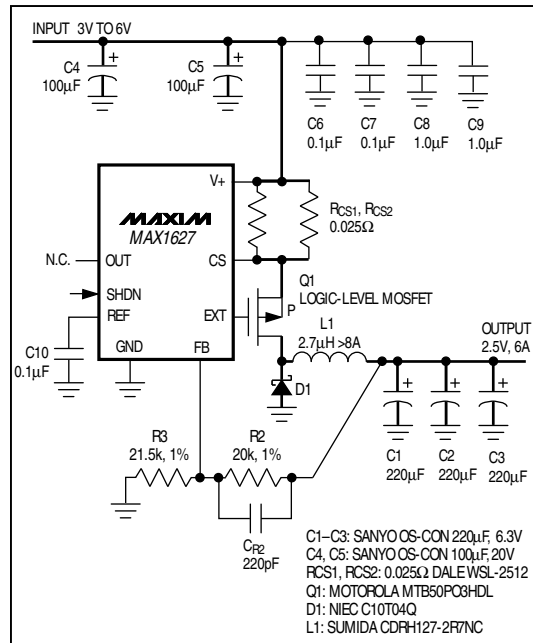 INPUT 3V TO 6V
C4
100µF
C5
100µF
C6
0.1µF
C7
0.1µF
C8
1.0µF
C9
1.0µF
V+
MAXIM
MAX1627
RCS1, RCS2
0.025Ω
N.C.
OUT
CS
Q1
LOGIC-LEVEL MOSFET
SHDN
REF
EXT
P
L1
2.7µH >8A
OUTPUT
2.5V, 6A
C10
0.1µF
GND
FB
D1
C1
220µF
C2
220µF
C3
220µF
R3
21.5k, 1%
R2
20k, 1%
CR2
220pF
C1–C3: SANYO OS-CON 220µF, 6.3V
C4, C5: SANYO OS-CON 100µF, 20V
RCS1, RCS2: 0.025Ω DALE WSL-2512
Q1: MOTOROLA MTB50PO3HDL
D1: NIEC C10T04Q
L1: SUMIDA CDRH127-2R7NC